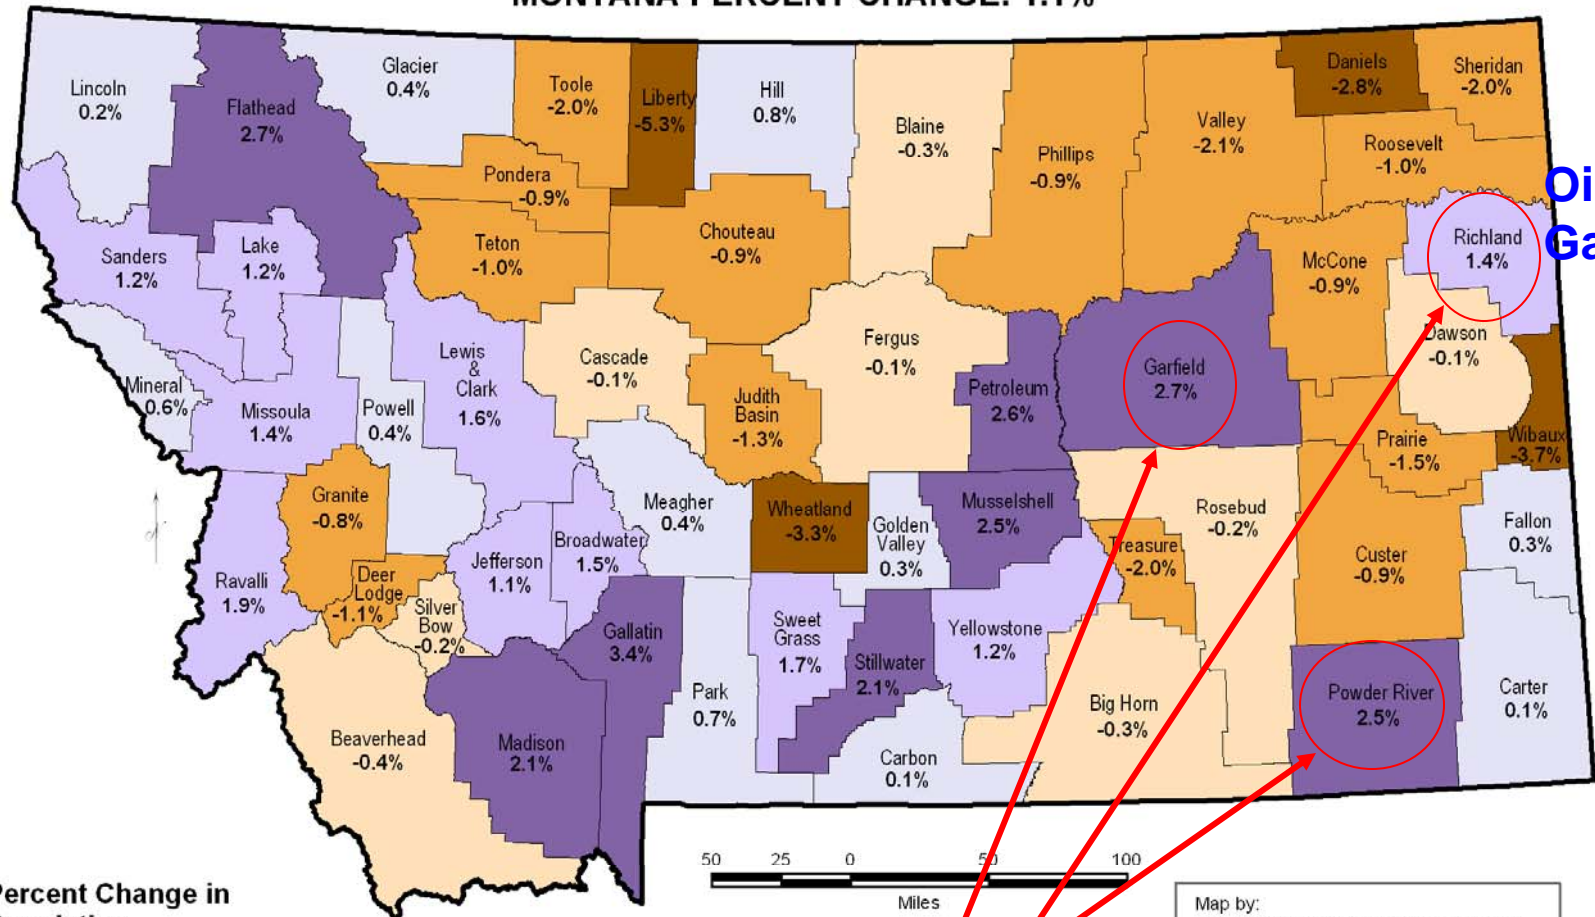 Lincoln
0.2%
Flathead
2.7%
Glacier
0.4%
Toole
-2.0%
Liberty
-5.3%
Hill
0.8%
Blaine
-0.3%
Phillips
-0.9%
Valley
-2.1%
Daniels
-2.8%
Sheridan
-2.0%
Roosevelt
-1.0%
Pondera
-0.9%
Teton
-1.0%
Chouteau
-0.9%
Sanders
1.2%
Lake
1.2%
McCone
-0.9%
Richland
1.4%
Dawson
-0.1%
Mineral
0.6%
Missoula
1.4%
Powell
0.4%
Lewis
&
Clark
1.6%
Cascade
-0.1%
Judith
Basin
-1.3%
Fergus
-0.1%
Petroleum
2.6%
Garfield
2.7%
Prairie
-1.5%
Wibaux
-3.7%
Granite
-0.8%
Ravalli
1.9%
Deer
Lodge
-1.1%
Silver
Bow
-0.2%
Jefferson
1.1%
Broadwater
1.5%
Meagher
0.4%
Wheatland
-3.3%
Golden
Valley
0.3%
Musselshell
2.5%
Treasure
-2.0%
Rosebud
-0.2%
Custer
-0.9%
Fallon
0.3%
Beaverhead
-0.4%
Madison
2.1%
Gallatin
3.4%
Park
0.7%
Sweet
Grass
1.7%
Stillwater
2.1%
Yellowstone
1.2%
Carbon
0.1%
Big Horn
-0.3%
Powder River
2.5%
Carter
0.1%
50 25 0 50 100
Miles
Percent Change in
Map by: